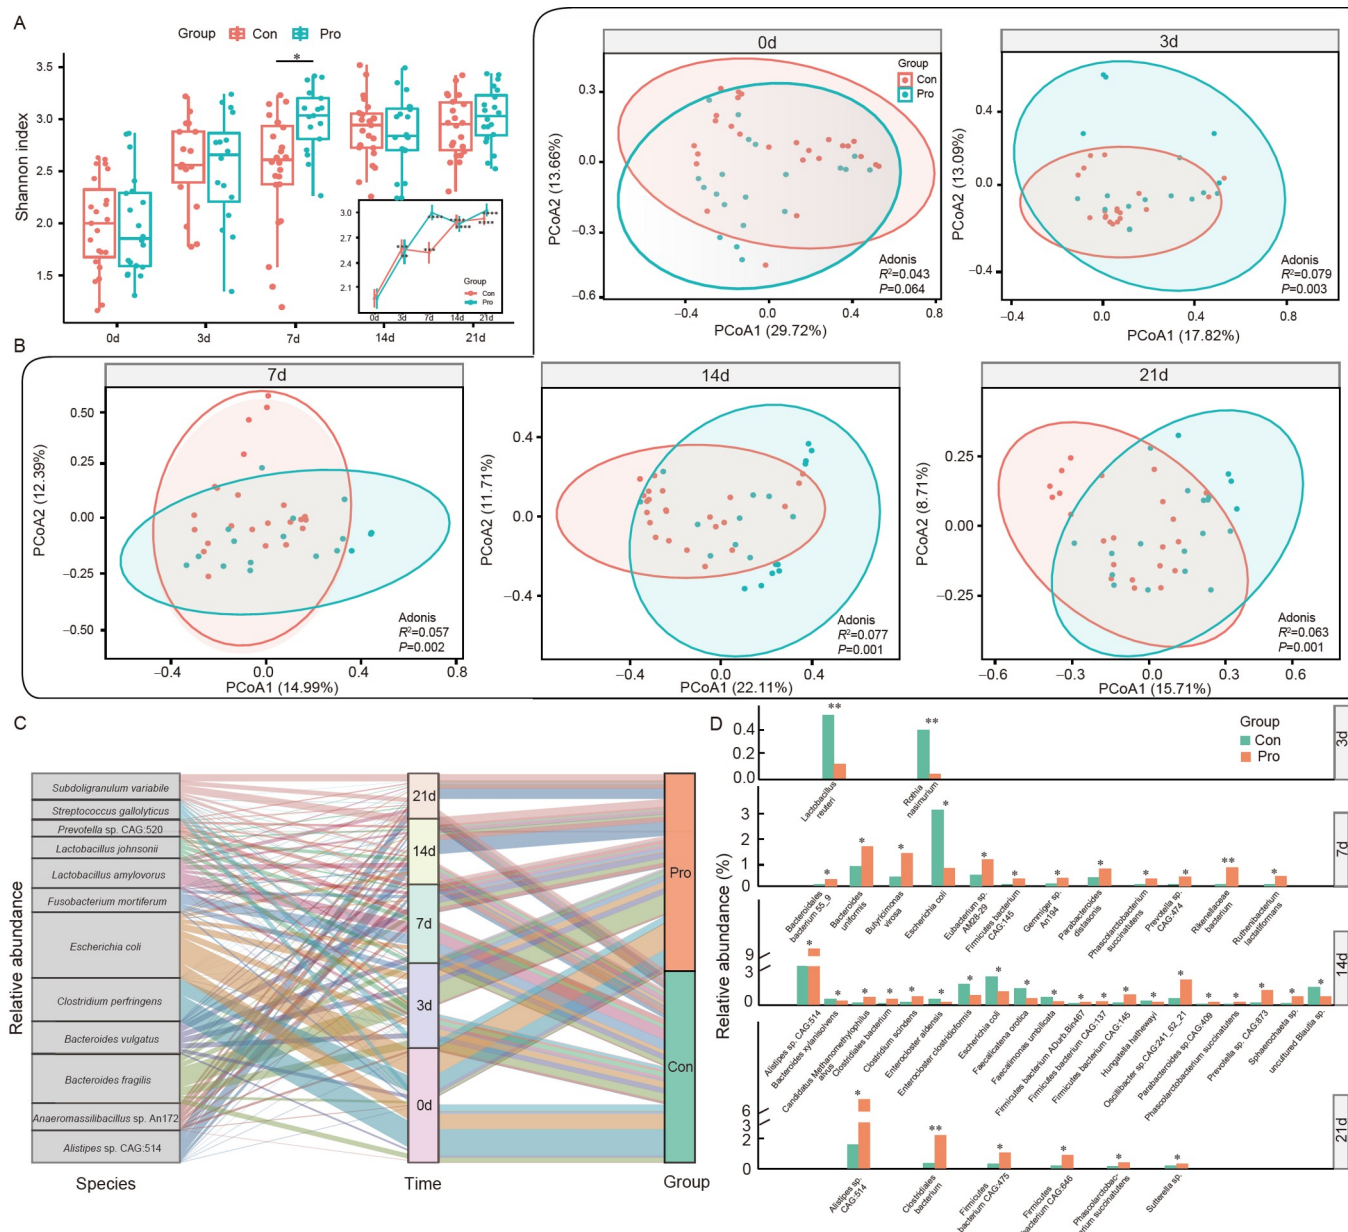 A
Group Con Pro
Shannon index
3.5
3.0
2.5
2.0
1.5
*
0d 3d 7d 14d 21d
3.0
2.7
2.4
2.1
Group
Con
Pro
0d 3d 7d 14d 21d
0d
Group
Con
Pro
PCoA2 (13.66%)
0.3
0.0
−0.3
−0.6
Adonis
R²=0.043
P=0.064
−0.4 0.0 0.4 0.8
PCoA1 (29.72%)
3d
PCoA2 (13.09%)
0.4
0.0
−0.4
Adonis
R²=0.079
P=0.003
−0.4 0.0 0.4 0.8
PCoA1 (17.82%)
B
7d
PCoA2 (12.39%)
0.50
0.25
0.00
−0.25
−0.50
Adonis
R²=0.057
P=0.002
−0.4 0.0 0.4 0.8
PCoA1 (14.99%)
14d
PCoA2 (11.71%)
0.4
0.0
−0.4
Adonis
R²=0.077
P=0.001
−0.4 0.0 0.4
PCoA1 (22.11%)
21d
PCoA2 (8.71%)
0.25
0.00
−0.25
Adonis
R²=0.063
P=0.001
−0.6 −0.3 0.0 0.3 0.6
PCoA1 (15.71%)
C
Relative abundance
Subdoligranulum variabile
Streptococcus gallolyticus
Prevotella sp. CAG:520
Lactobacillus johnsonii
Lactobacillus amylovorus
Fusobacterium mortiferum
Escherichia coli
Clostridium perfringens
Bacteroides vulgatus
Bacteroides fragilis
Anaeromassilibacillus sp. An172
Alistipes sp. CAG:514
21d
14d
7d
3d
0d
Pro
Con
Species Time Group
D
Relative abundance (%)
Group
Con
Pro
0.4
0.2
0.0
** **
Lactobacillus
reuteri
Rothia
nasimurium
3d
3
2
1
0
* * * * * * * * * * ** *
Bacteroidales
bacterium 55_9
Bacteroides
uniformis
Butyricimonas
virosa
Escherichia coli
Eubacterium sp.
AM28-29
Firmicutes bacterium
CAG:145
Gemmiger sp.
An194
Parabacteroides
distasonis
Phascolarctobacterium
succinatutens
Prevotella sp.
CAG:474
Rikenellaceae
bacterium
Ruthenibacterium
lactatiformans
7d
9
3
0
Alistipes sp. CAG:514
Bacteroides xylanisolvens
Candidatus Methanomethylophilus
alvus
Clostridiales bacterium
Clostridium scindens
Enterocloster aldensis
Enterocloster clostridioformis
Escherichia coli
Faecalicatena orotica
Faecalimonas umbilicata
Firmicutes bacterium ADurb.Bin467
Firmicutes bacterium CAG:137
Firmicutes bacterium CAG:145
Hungatella hathewayi
Oscillibacter sp.CAG:241_62_21
Parabacteroides sp.CAG:409
Phascolarctobacterium succinatutens
Prevotella sp. CAG:873
Sphaerochaeta sp.
uncultured Blautia sp.
14d
6
3
2
0
* ** * * * *
Alistipes sp.
CAG:514
Clostridiales
bacterium
Firmicutes
bacterium CAG:475
Firmicutes
bacterium CAG:646
Phascolarctobac-
terium succinatutens
Sutterella sp.
21d